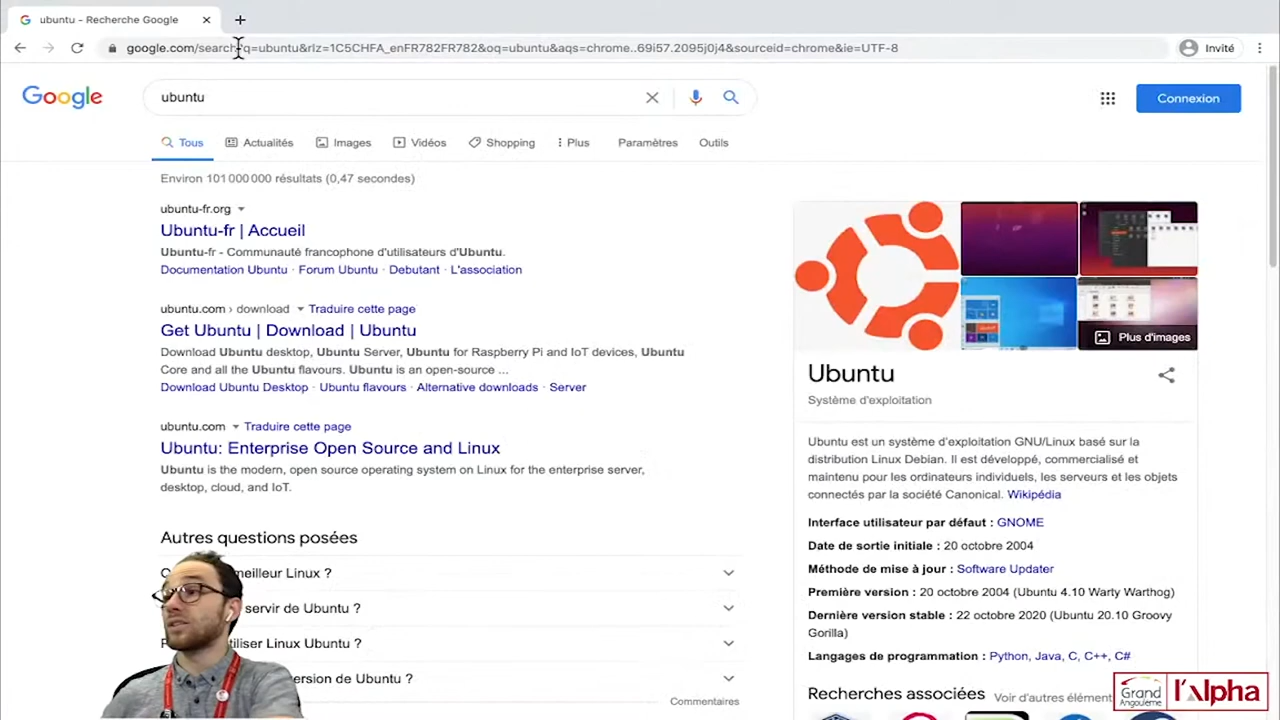 ubuntu - Recherche Google
google.com/search?q=ubuntu&rlz=1C5CHFA_enFR782FR782&oq=ubuntu&aqs=chrome..69i57.2095j0j4&sourceid=chrome&ie=UTF-8
Invité
Google
ubuntu
Connexion
Tous
Actualités
Images
Vidéos
Shopping
Plus
Paramètres
Outils
Environ 101 000 000 résultats (0,47 secondes)
ubuntu-fr.org
Ubuntu-fr | Accueil
Ubuntu-fr - Communauté francophone d'utilisateurs d'Ubuntu.
Documentation Ubuntu · Forum Ubuntu · Debutant · L'association
ubuntu.com › download Traduire cette page
Get Ubuntu | Download | Ubuntu
Download Ubuntu desktop, Ubuntu Server, Ubuntu for Raspberry Pi and IoT devices, Ubuntu
Core and all the Ubuntu flavours. Ubuntu is an open-source ...
Download Ubuntu Desktop · Ubuntu flavours · Alternative downloads · Server
ubuntu.com Traduire cette page
Ubuntu: Enterprise Open Source and Linux
Ubuntu is the modern, open source operating system on Linux for the enterprise server,
desktop, cloud, and IoT.
Autres questions posées
meilleur Linux ?
servir de Ubuntu ?
utiliser Linux Ubuntu ?
version de Ubuntu ?
Commentaires
Plus d'images
Ubuntu
Système d'exploitation
Ubuntu est un système d'exploitation GNU/Linux basé sur la
distribution Linux Debian. Il est développé, commercialisé et
maintenu pour les ordinateurs individuels, les serveurs et les objets
connectés par la société Canonical. Wikipédia
Interface utilisateur par défaut : GNOME
Date de sortie initiale : 20 octobre 2004
Méthode de mise à jour : Software Updater
Première version : 20 octobre 2004 (Ubuntu 4.10 Warty Warthog)
Dernière version stable : 22 octobre 2020 (Ubuntu 20.10 Groovy
Gorilla)
Langages de programmation : Python, Java, C, C++, C#
Recherches associées
Voir d'autres élément
Grand
Angoulême
l'Alpha